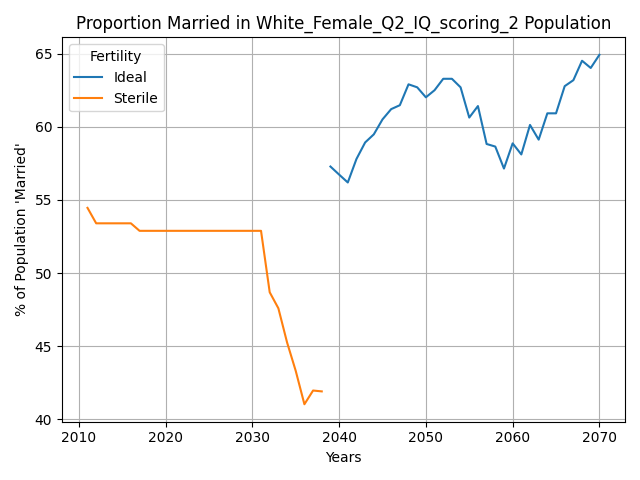 Proportion Married in White_Female_Q2_IQ_scoring_2 Population
Fertility
Ideal
Sterile
% of Population 'Married'
65
60
55
50
45
40
2010 2020 2030 2040 2050 2060 2070
Years